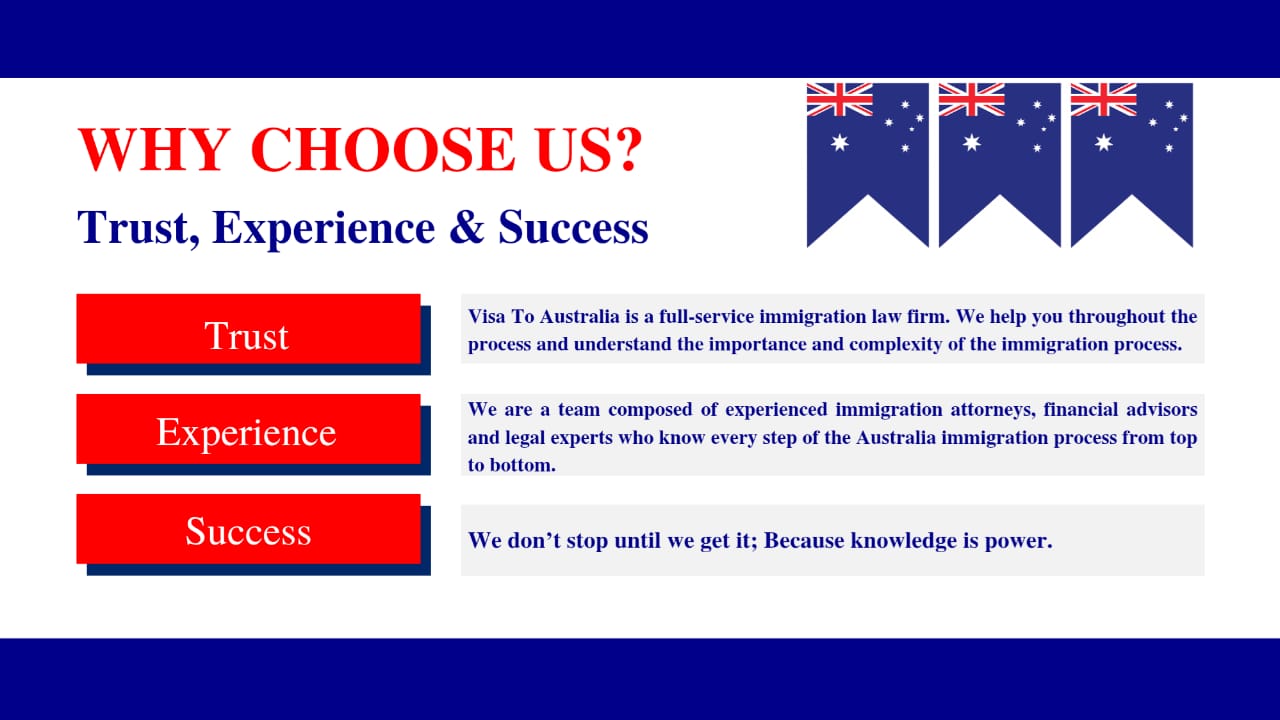 WHY CHOOSE US?
Trust, Experience & Success
Trust
Visa To Australia is a full-service immigration law firm. We help you throughout the
process and understand the importance and complexity of the immigration process.
Experience
We are a team composed of experienced immigration attorneys, financial advisors
and legal experts who know every step of the Australia immigration process from top
to bottom.
Success
We don’t stop until we get it; Because knowledge is power.